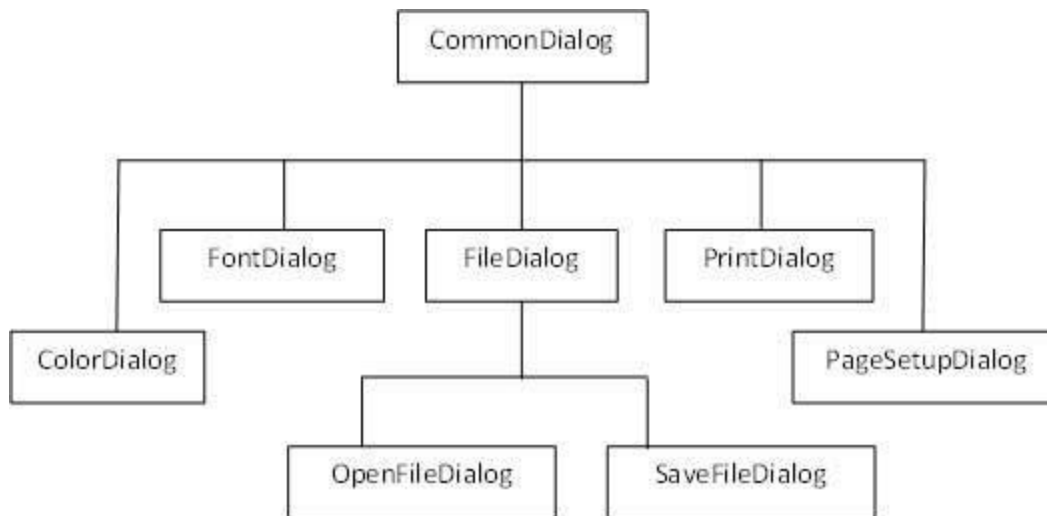 CommonDialog
FontDialog
FileDialog
PrintDialog
ColorDialog
PageSetupDialog
OpenFileDialog
SaveFileDialog